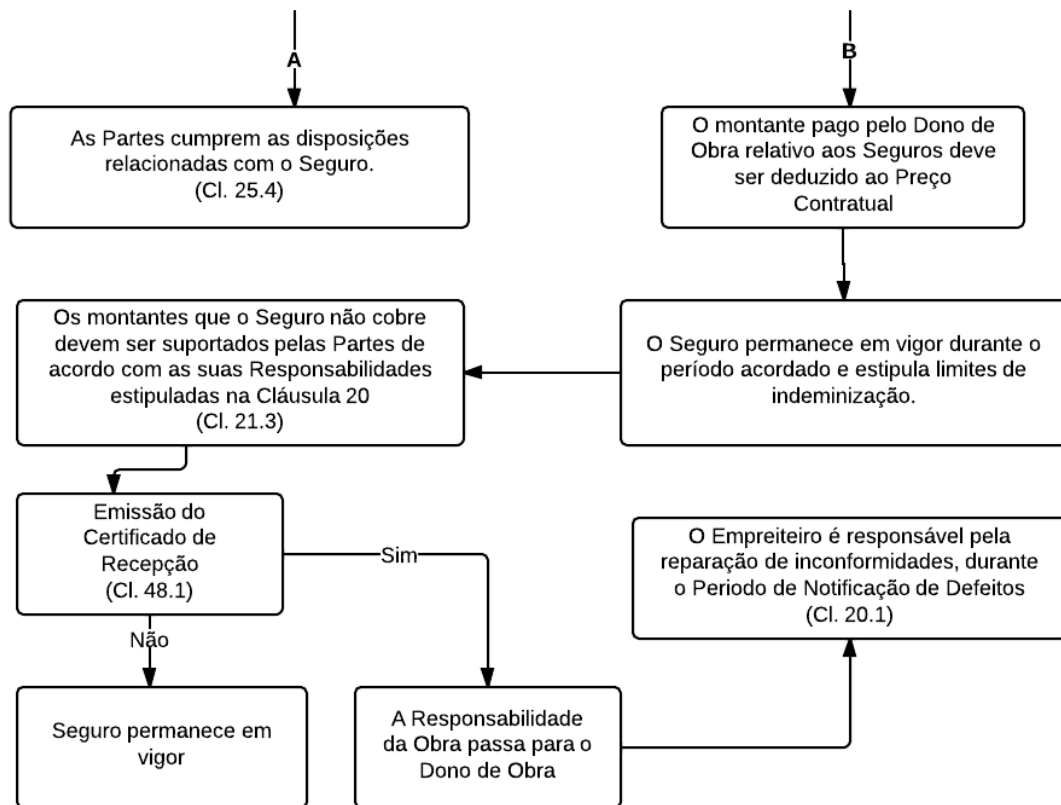 A
B
As Partes cumprem as disposições
relacionadas com o Seguro.
(Cl. 25.4)
O montante pago pelo Dono de
Obra relativo aos Seguros deve
ser deduzido ao Preço
Contratual
Os montantes que o Seguro não cobre
devem ser suportados pelas Partes de
acordo com as suas Responsabilidades
estipuladas na Cláusula 20
(Cl. 21.3)
O Seguro permanece em vigor durante o
período acordado e estipula limites de
indeminização.
Emissão do
Certificado de
Recepção
(Cl. 48.1)
Sim
O Empreiteiro é responsável pela
reparação de inconformidades, durante
o Periodo de Notificação de Defeitos
(Cl. 20.1)
Não
Seguro permanece em
vigor
A Responsabilidade
da Obra passa para o
Dono de Obra